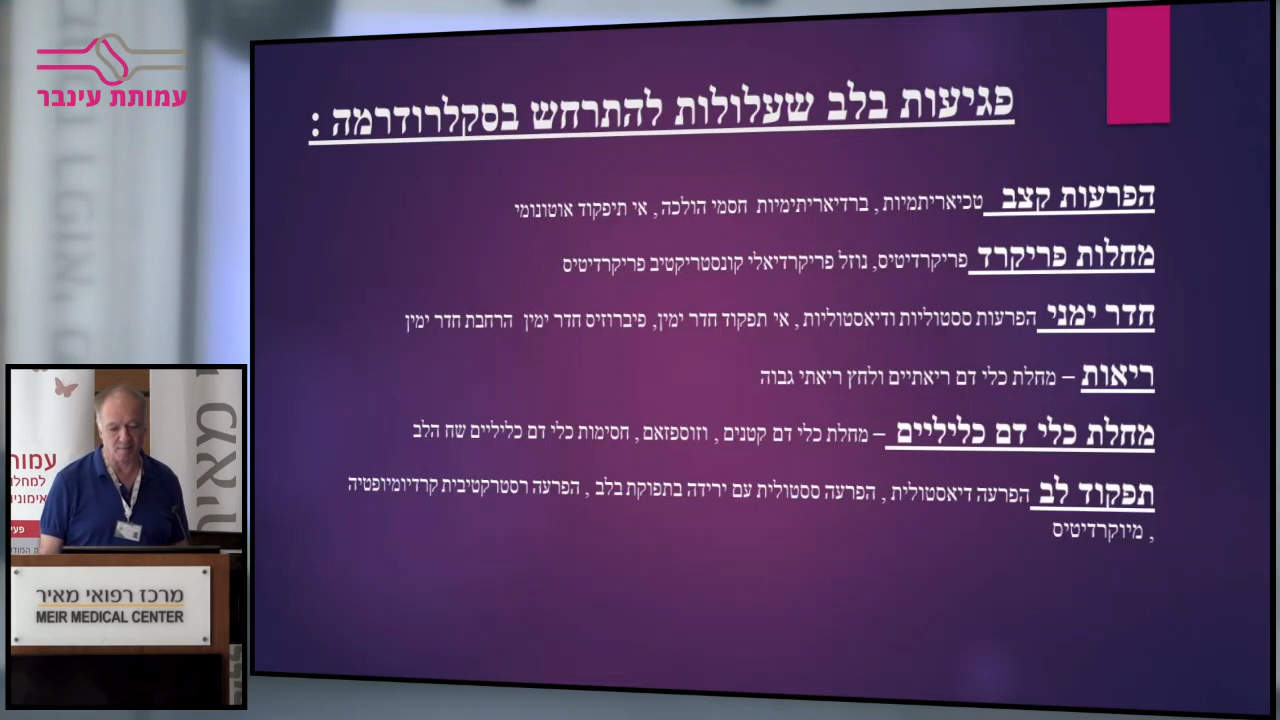 עמותת עינבר
פגיעות בלב שעלולות להתרחש בסקלרודרמה :
הפרעות קצב טכיאריתמיות , ברדיאריתימיות חסמי הולכה , אי תיפקוד אוטונומי
מחלות פריקרד פריקרדיטיס, נוזל פריקרדיאלי קונסטריקטיב פריקרדיטיס
חדר ימני הפרעות ססטוליות ודיאסטוליות , אי תפקוד חדר ימין, פיברוזיס חדר ימין הרחבת חדר ימין
ריאות – מחלת כלי דם ריאתיים ולחץ ריאתי גבוה
מחלת כלי דם כליליים – מחלת כלי דם קטנים , וזוספזאם , חסימות כלי דם כליליים שח הלב
תפקוד לב הפרעה דיאסטולית , הפרעה ססטולית עם ירידה בתפוקת בלב , הפרעה רסטרקטיבית קרדיומיופטיה
, מיוקרדיטיס
מאיר
מרכז רפואי מאיר
MEIR MEDICAL CENTER